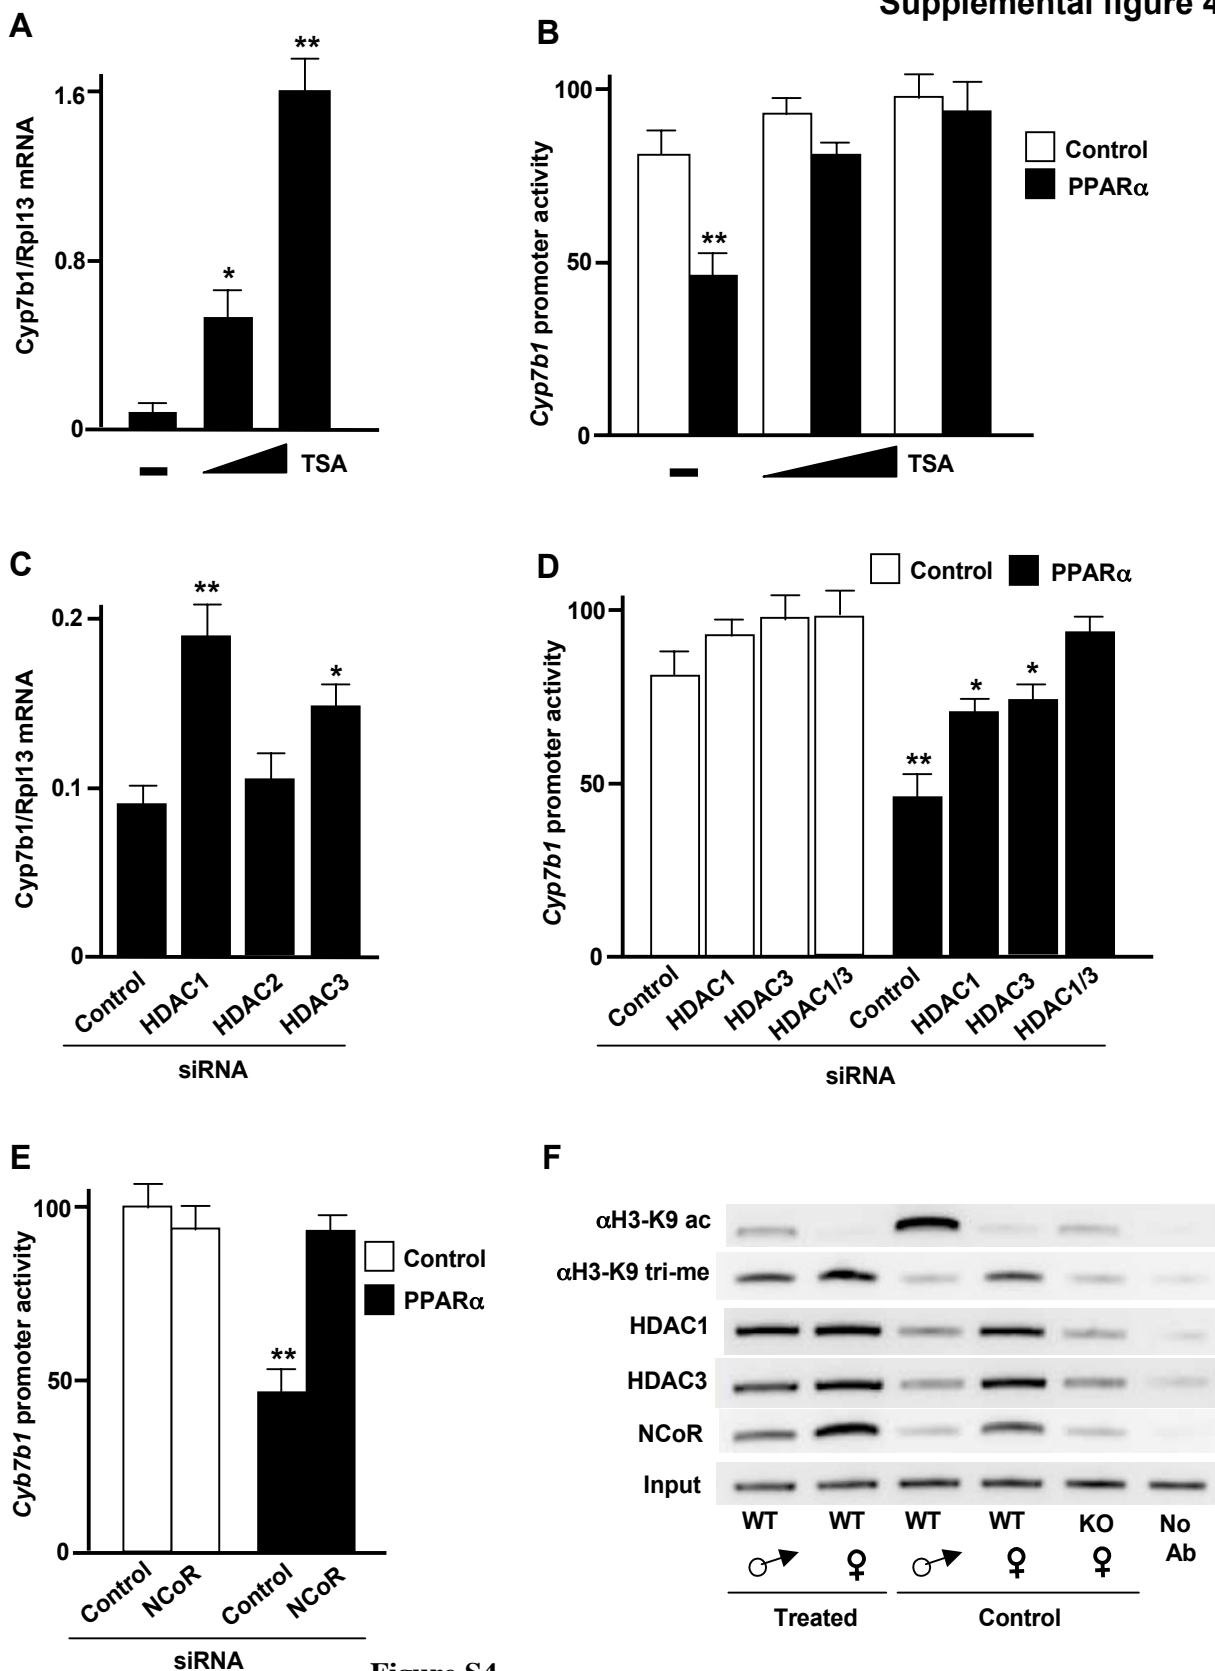 Supplemental figure 4
A
Cyp7b1/Rpl13 mRNA
1.6
0.8
0
*
**
TSA
B
Cyp7b1 promoter activity
100
50
0
**
Control
PPARα
TSA
C
Cyp7b1/Rpl13 mRNA
0.2
0.1
0
**
*
Control
HDAC1
HDAC2
HDAC3
siRNA
D
Control
PPARα
Cyp7b1 promoter activity
100
50
0
**
*
*
Control
HDAC1
HDAC3
HDAC1/3
Control
HDAC1
HDAC3
HDAC1/3
siRNA
E
Cyb7b1 promoter activity
100
50
0
**
Control
PPARα
Control
NCoR
Control
NCoR
siRNA
F
αH3-K9 ac
αH3-K9 tri-me
HDAC1
HDAC3
NCoR
Input
WT WT WT WT KO No Ab
♂ ♀ ♂ ♀ ♀
Treated Control
Figure S4